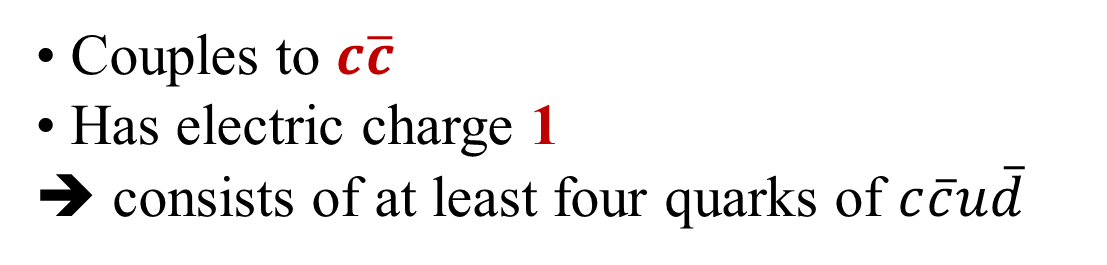 • Couples to cc̄
• Has electric charge 1
➔ consists of at least four quarks of cc̄ud̄